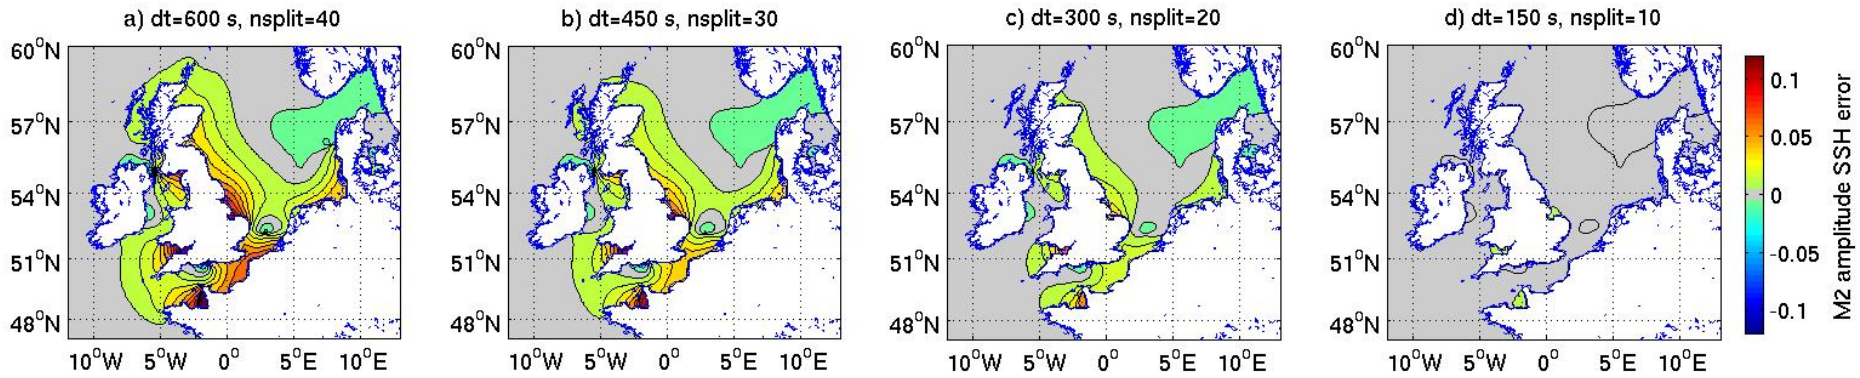 a) dt=600 s, nsplit=40
b) dt=450 s, nsplit=30
c) dt=300 s, nsplit=20
d) dt=150 s, nsplit=10
60°N
57°N
54°N
51°N
48°N
10°W 5°W 0° 5°E 10°E
60°N
57°N
54°N
51°N
48°N
10°W 5°W 0° 5°E 10°E
60°N
57°N
54°N
51°N
48°N
10°W 5°W 0° 5°E 10°E
60°N
57°N
54°N
51°N
48°N
10°W 5°W 0° 5°E 10°E
0.1
0.05
0
-0.05
-0.1
M2 amplitude SSH error